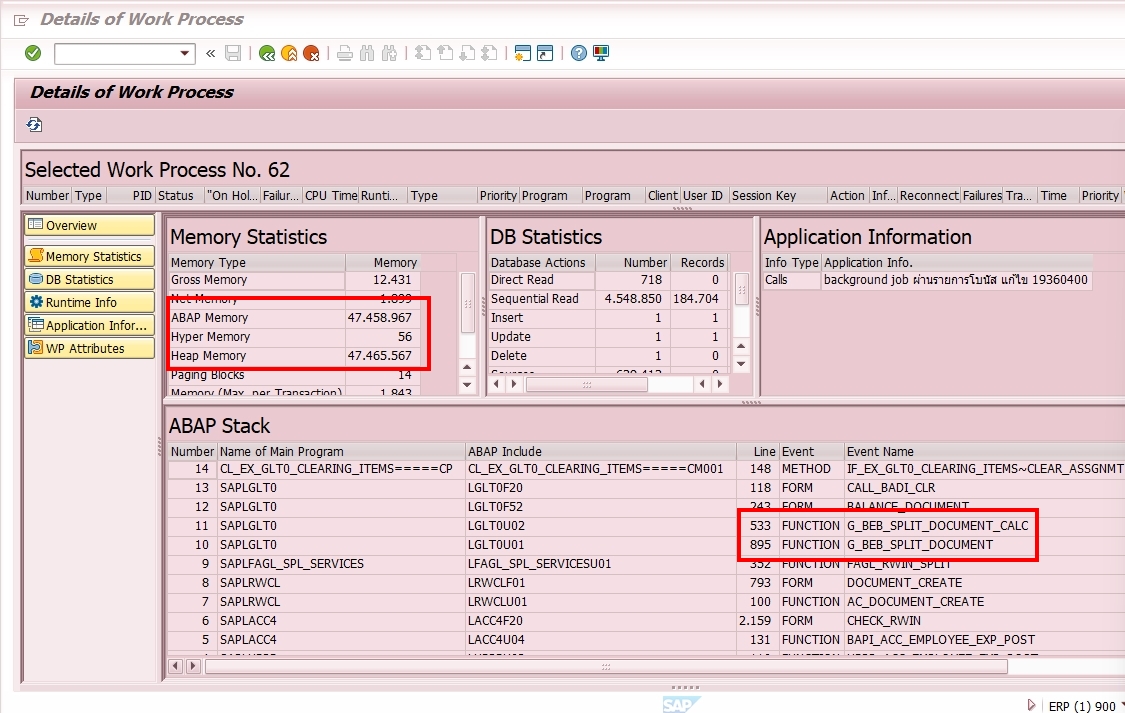 Details of Work Process
Details of Work Process
Selected Work Process No. 62
Number Type PID Status "On Hol... Failur... CPU Time Runti... Type Priority Program Program Client User ID Session Key Action Inf... Reconnect Failures Tra... Time Priority
Overview
Memory Statistics
DB Statistics
Runtime Info
Application Infor...
WP Attributes
Memory Statistics
Memory Type Memory
Gross Memory 12.431
Net Memory 1.899
ABAP Memory 47.458.967
Hyper Memory 56
Heap Memory 47.465.567
Paging Blocks 14
Memory (Max. per Transaction) 1.843
DB Statistics
Database Actions Number Records
Direct Read 718 0
Sequential Read 4.548.850 184.704
Insert 1 1
Update 1 1
Delete 1 0
Application Information
Info Type Application Info.
Calls background job ผ่านรายการโบนัส แก้ไข 19360400
ABAP Stack
Number Name of Main Program ABAP Include Line Event Event Name
14 CL_EX_GLT0_CLEARING_ITEMS=====CP CL_EX_GLT0_CLEARING_ITEMS=====CM001 148 METHOD IF_EX_GLT0_CLEARING_ITEMS~CLEAR_ASSGNMT
13 SAPLGLT0 LGLT0F20 118 FORM CALL_BADI_CLR
12 SAPLGLT0 LGLT0F52 243 FORM BALANCE_DOCUMENT
11 SAPLGLT0 LGLT0U02 533 FUNCTION G_BEB_SPLIT_DOCUMENT_CALC
10 SAPLGLT0 LGLT0U01 895 FUNCTION G_BEB_SPLIT_DOCUMENT
9 SAPLFAGL_SPL_SERVICES LFAGL_SPL_SERVICESU01 352 FUNCTION FAGL_RWIN_SPLIT
8 SAPLRWCL LRWCLF01 793 FORM DOCUMENT_CREATE
7 SAPLRWCL LRWCLU01 100 FUNCTION AC_DOCUMENT_CREATE
6 SAPLACC4 LACC4F20 2.159 FORM CHECK_RWIN
5 SAPLACC4 LACC4U04 131 FUNCTION BAPI_ACC_EMPLOYEE_EXP_POST
SAP
ERP (1) 900